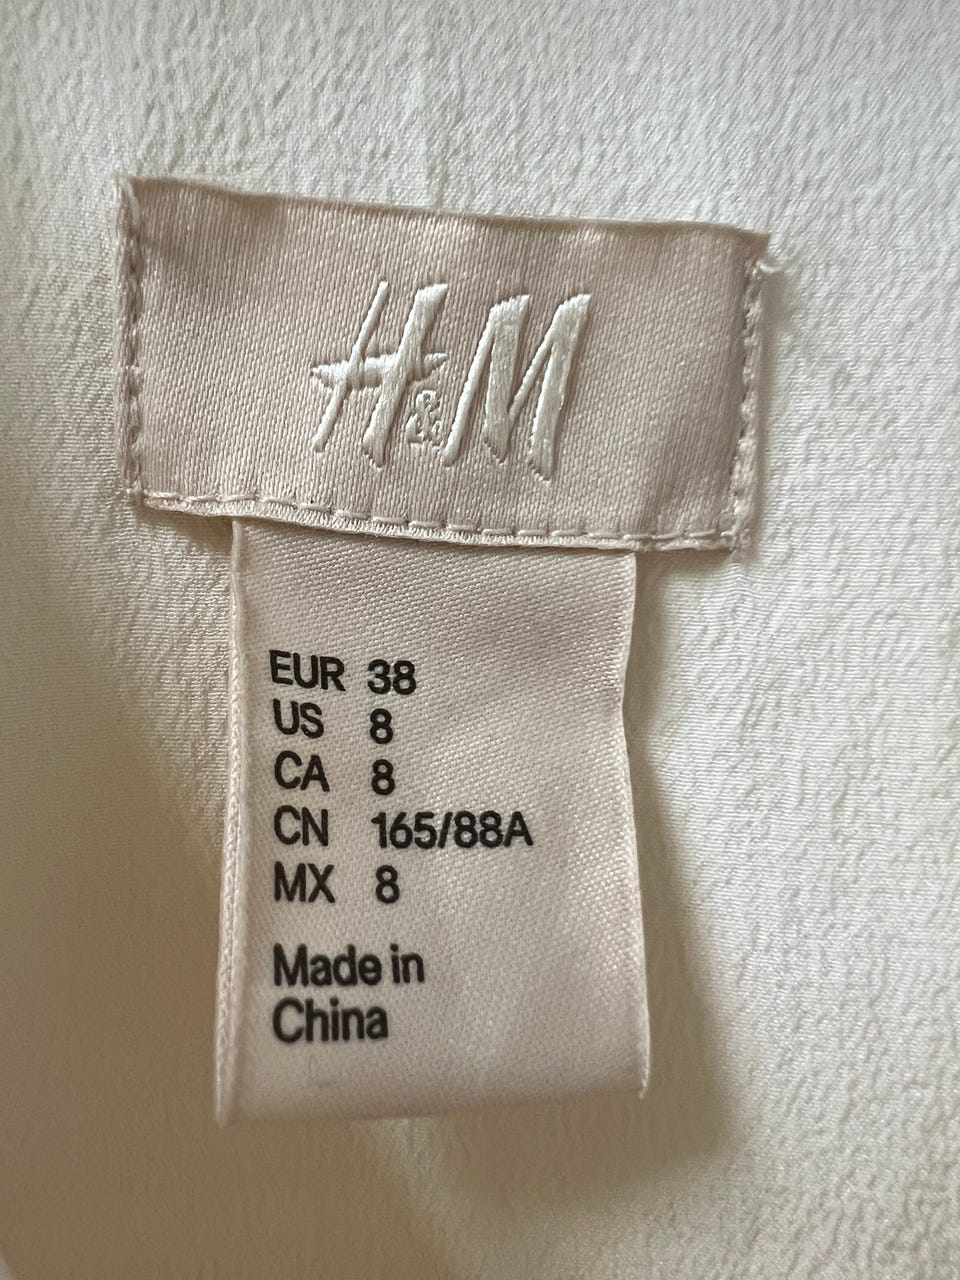 H&M
EUR 38
US 8
CA 8
CN 165/88A
MX 8
Made in
China